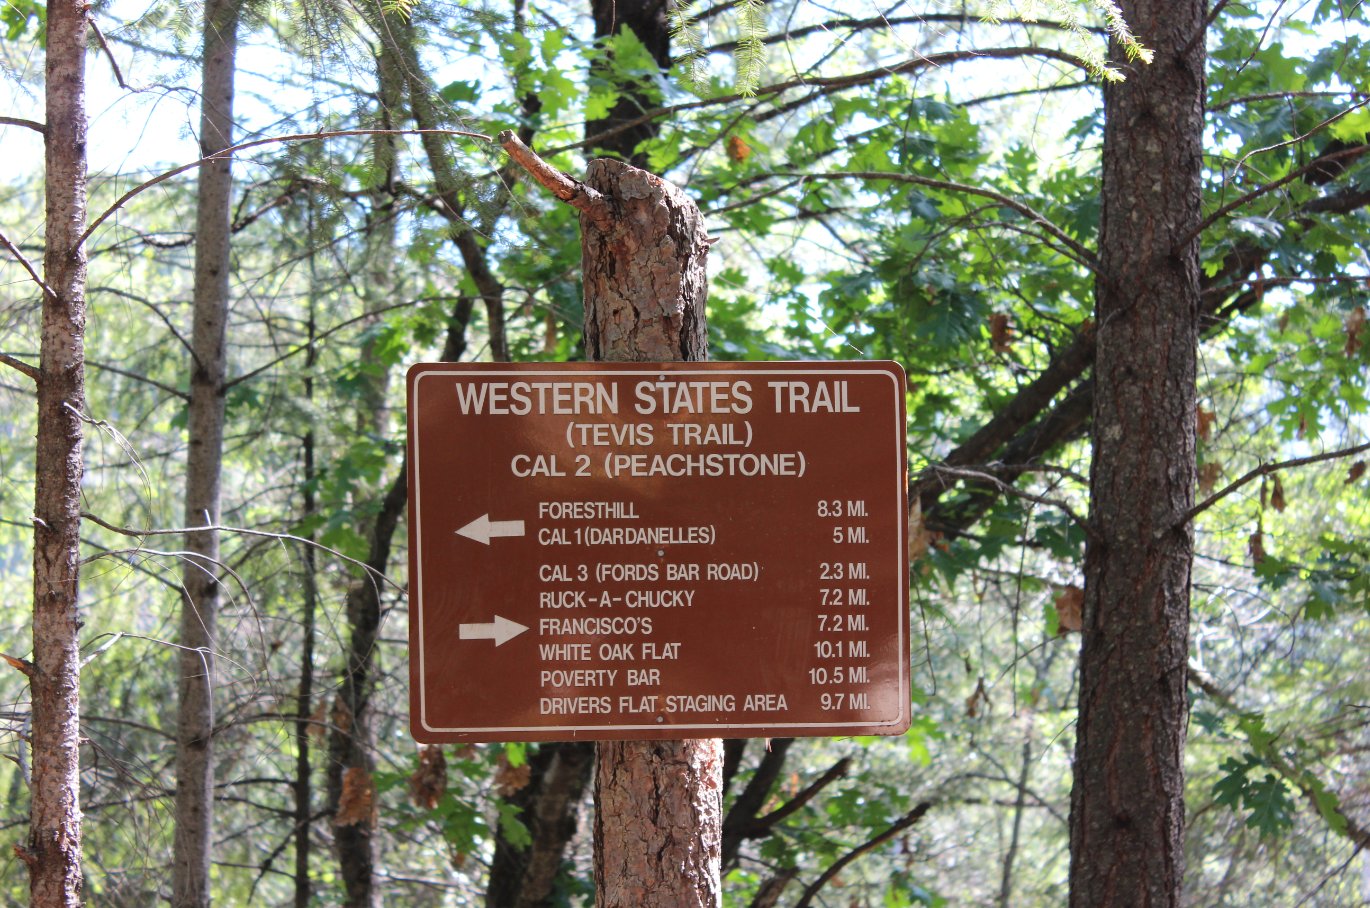 WESTERN STATES TRAIL
(TEVIS TRAIL)
CAL 2 (PEACHSTONE)
FORESTHILL 8.3 MI.
CAL 1 (DARDANELLES) 5 MI.
CAL 3 (FORDS BAR ROAD) 2.3 MI.
RUCK-A-CHUCKY 7.2 MI.
FRANCISCO'S 7.2 MI.
WHITE OAK FLAT 10.1 MI.
POVERTY BAR 10.5 MI.
DRIVERS FLAT STAGING AREA 9.7 MI.